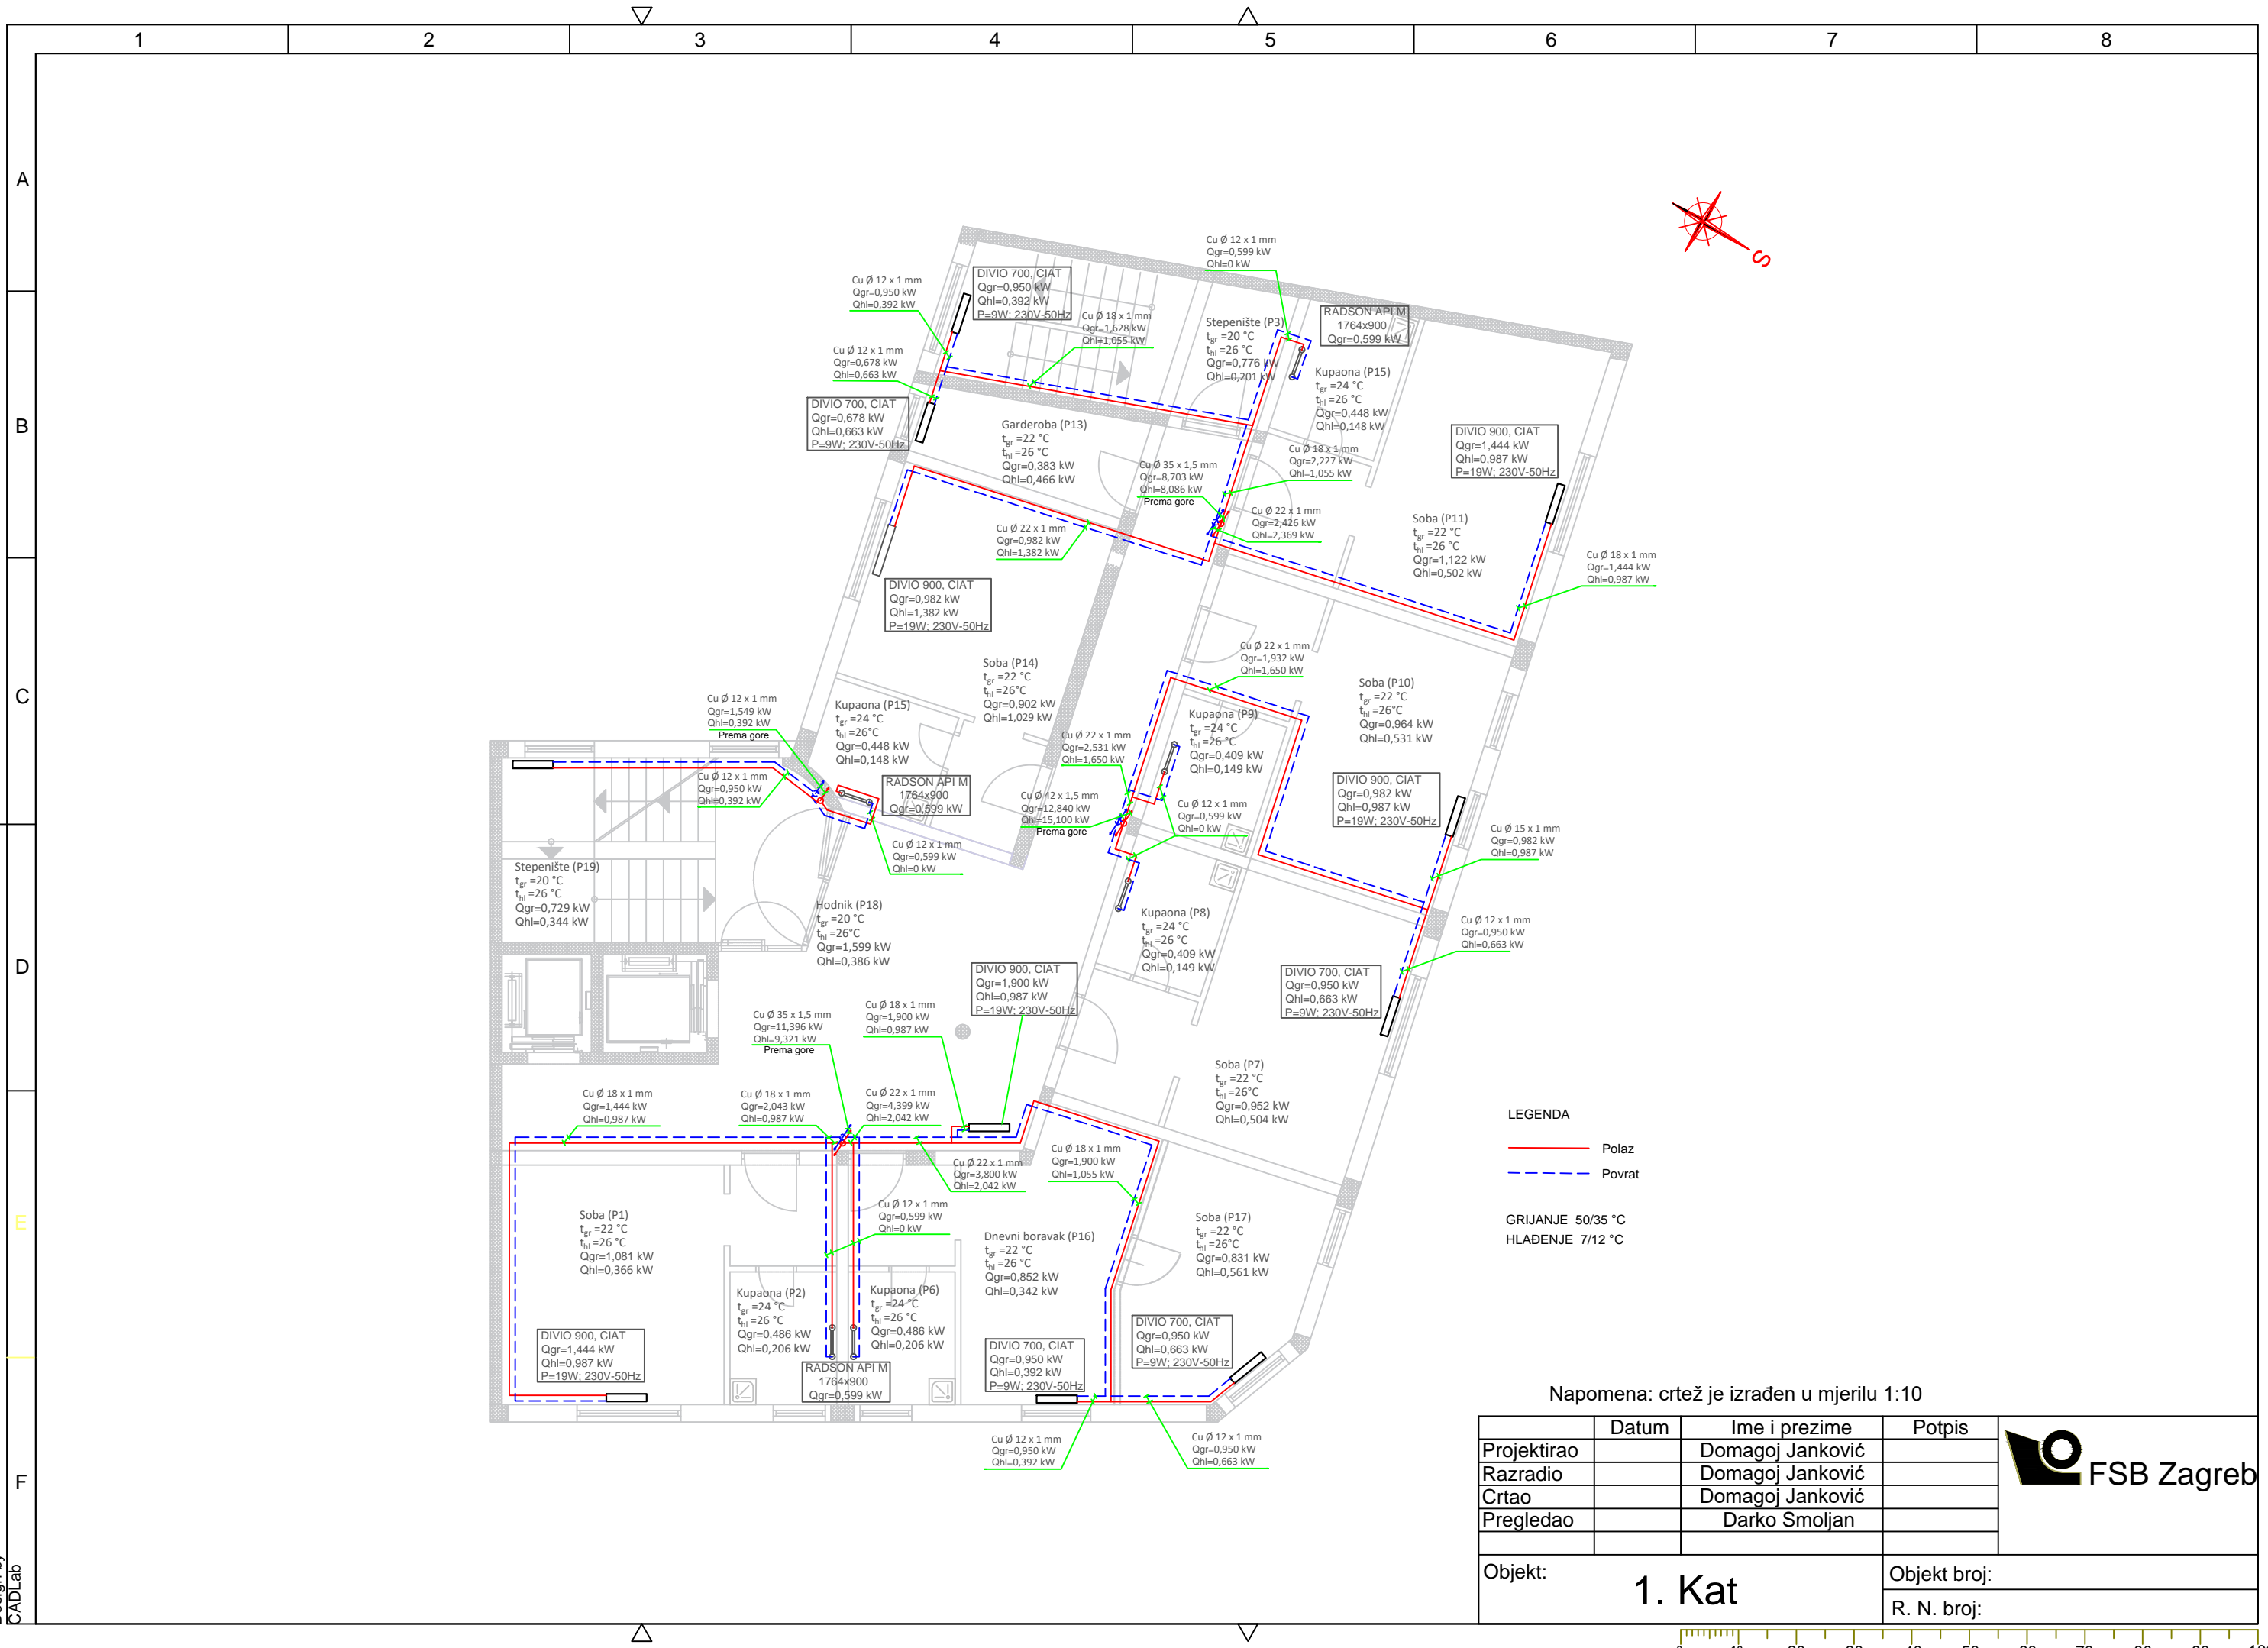 1 2 3 4 5 6 7 8
A
B
C
D
E
F
S
Cu Ø 12 x 1 mm
Qgr=0,599 kW
Qhl=0 kW
Cu Ø 12 x 1 mm
Qgr=0,950 kW
Qhl=0,392 kW
DIVIO 700, CIAT
Qgr=0,950 kW
Qhl=0,392 kW
P=9W; 230V-50Hz
Cu Ø 18 x 1 mm
Qgr=1,628 kW
Qhl=1,055 kW
Stepenište (P3)
tgr =20 °C
thl =26 °C
Qgr=0,776 kW
Qhl=0,201 kW
RADSON API M
1764x900
Qgr=0,599 kW
Cu Ø 12 x 1 mm
Qgr=0,678 kW
Qhl=0,663 kW
DIVIO 700, CIAT
Qgr=0,678 kW
Qhl=0,663 kW
P=9W; 230V-50Hz
Kupaona (P15)
tgr =24 °C
thl =26 °C
Qgr=0,448 kW
Qhl=0,148 kW
Garderoba (P13)
tgr =22 °C
thl =26 °C
Qgr=0,383 kW
Qhl=0,466 kW
Cu Ø 35 x 1,5 mm
Qgr=8,703 kW
Qhl=8,086 kW
Prema gore
Cu Ø 18 x 1 mm
Qgr=2,227 kW
Qhl=1,055 kW
DIVIO 900, CIAT
Qgr=1,444 kW
Qhl=0,987 kW
P=19W; 230V-50Hz
Cu Ø 22 x 1 mm
Qgr=0,982 kW
Qhl=1,382 kW
Cu Ø 22 x 1 mm
Qgr=2,426 kW
Qhl=2,369 kW
Soba (P11)
tgr =22 °C
thl =26 °C
Qgr=1,122 kW
Qhl=0,502 kW
Cu Ø 18 x 1 mm
Qgr=1,444 kW
Qhl=0,987 kW
DIVIO 900, CIAT
Qgr=0,982 kW
Qhl=1,382 kW
P=19W; 230V-50Hz
Soba (P14)
tgr =22 °C
thl =26°C
Qgr=0,902 kW
Qhl=1,029 kW
Cu Ø 22 x 1 mm
Qgr=1,932 kW
Qhl=1,650 kW
Soba (P10)
tgr =22 °C
thl =26°C
Qgr=0,964 kW
Qhl=0,531 kW
Cu Ø 12 x 1 mm
Qgr=1,549 kW
Qhl=0,392 kW
Prema gore
Kupaona (P15)
tgr =24 °C
thl =26°C
Qgr=0,448 kW
Qhl=0,148 kW
Kupaona (P9)
tgr =24 °C
thl =26 °C
Qgr=0,409 kW
Qhl=0,149 kW
Cu Ø 22 x 1 mm
Qgr=2,531 kW
Qhl=1,650 kW
Cu Ø 12 x 1 mm
Qgr=0,950 kW
Qhl=0,392 kW
RADSON API M
1764x900
Qgr=0,599 kW
Cu Ø 42 x 1,5 mm
Qgr=12,840 kW
Qhl=15,100 kW
Prema gore
Cu Ø 12 x 1 mm
Qgr=0,599 kW
Qhl=0 kW
DIVIO 900, CIAT
Qgr=0,982 kW
Qhl=0,987 kW
P=19W; 230V-50Hz
Cu Ø 15 x 1 mm
Qgr=0,982 kW
Qhl=0,987 kW
Cu Ø 12 x 1 mm
Qgr=0,599 kW
Qhl=0 kW
Stepenište (P19)
tgr =20 °C
thl =26 °C
Qgr=0,729 kW
Qhl=0,344 kW
Hodnik (P18)
tgr =20 °C
thl =26°C
Qgr=1,599 kW
Qhl=0,386 kW
Kupaona (P8)
tgr =24 °C
thl =26 °C
Qgr=0,409 kW
Qhl=0,149 kW
Cu Ø 12 x 1 mm
Qgr=0,950 kW
Qhl=0,663 kW
DIVIO 900, CIAT
Qgr=1,900 kW
Qhl=0,987 kW
P=19W; 230V-50Hz
DIVIO 700, CIAT
Qgr=0,950 kW
Qhl=0,663 kW
P=9W; 230V-50Hz
Cu Ø 35 x 1,5 mm
Qgr=11,396 kW
Qhl=9,321 kW
Prema gore
Cu Ø 18 x 1 mm
Qgr=1,900 kW
Qhl=0,987 kW
Soba (P7)
tgr =22 °C
thl =26°C
Qgr=0,952 kW
Qhl=0,504 kW
Cu Ø 18 x 1 mm
Qgr=1,444 kW
Qhl=0,987 kW
Cu Ø 18 x 1 mm
Qgr=2,043 kW
Qhl=0,987 kW
Cu Ø 22 x 1 mm
Qgr=4,399 kW
Qhl=2,042 kW
Cu Ø 22 x 1 mm
Qgr=3,800 kW
Qhl=2,042 kW
Cu Ø 18 x 1 mm
Qgr=1,900 kW
Qhl=1,055 kW
LEGENDA
Polaz
Povrat
GRIJANJE 50/35 °C
HLAĐENJE 7/12 °C
Soba (P1)
tgr =22 °C
thl =26 °C
Qgr=1,081 kW
Qhl=0,366 kW
Cu Ø 12 x 1 mm
Qgr=0,599 kW
Qhl=0 kW
Dnevni boravak (P16)
tgr =22 °C
thl =26 °C
Qgr=0,852 kW
Qhl=0,342 kW
Soba (P17)
tgr =22 °C
thl =26°C
Qgr=0,831 kW
Qhl=0,561 kW
Kupaona (P2)
tgr =24 °C
thl =26 °C
Qgr=0,486 kW
Qhl=0,206 kW
Kupaona (P6)
tgr =24 °C
thl =26 °C
Qgr=0,486 kW
Qhl=0,206 kW
DIVIO 900, CIAT
Qgr=1,444 kW
Qhl=0,987 kW
P=19W; 230V-50Hz
RADSON API M
1764x900
Qgr=0,599 kW
DIVIO 700, CIAT
Qgr=0,950 kW
Qhl=0,392 kW
P=9W; 230V-50Hz
DIVIO 700, CIAT
Qgr=0,950 kW
Qhl=0,663 kW
P=9W; 230V-50Hz
Cu Ø 12 x 1 mm
Qgr=0,950 kW
Qhl=0,392 kW
Cu Ø 12 x 1 mm
Qgr=0,950 kW
Qhl=0,663 kW
Napomena: crtež je izrađen u mjerilu 1:10
Datum Ime i prezime Potpis
Projektirao Domagoj Janković
Razradio Domagoj Janković
Crtao Domagoj Janković
Pregledao Darko Smoljan
FSB Zagreb
Objekt: 1. Kat
Objekt broj:
R. N. broj:
CADLab